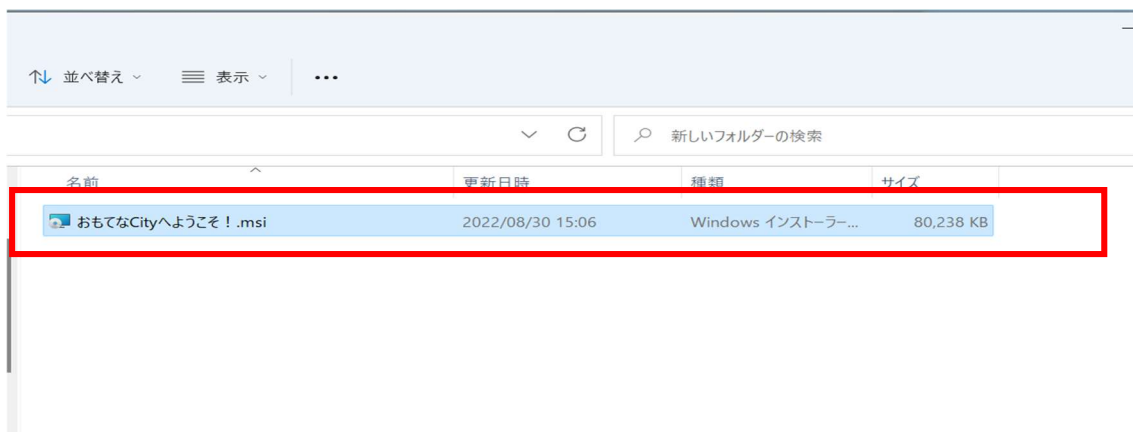 並べ替え 表示 •••
新しいフォルダーの検索
名前 更新日時 種類 サイズ
おもてなCityへようこそ！.msi 2022/08/30 15:06 Windows インストーラー... 80,238 KB